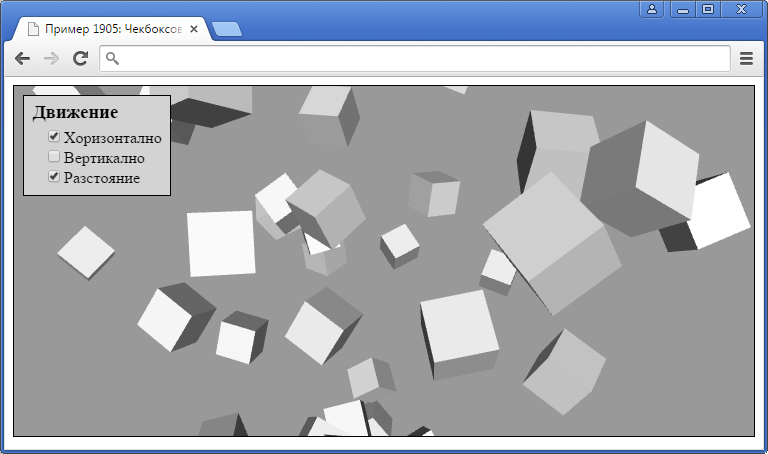 Пример 1905: Чекбоксов
Движение
Хоризонтално
Вертикално
Разстояние